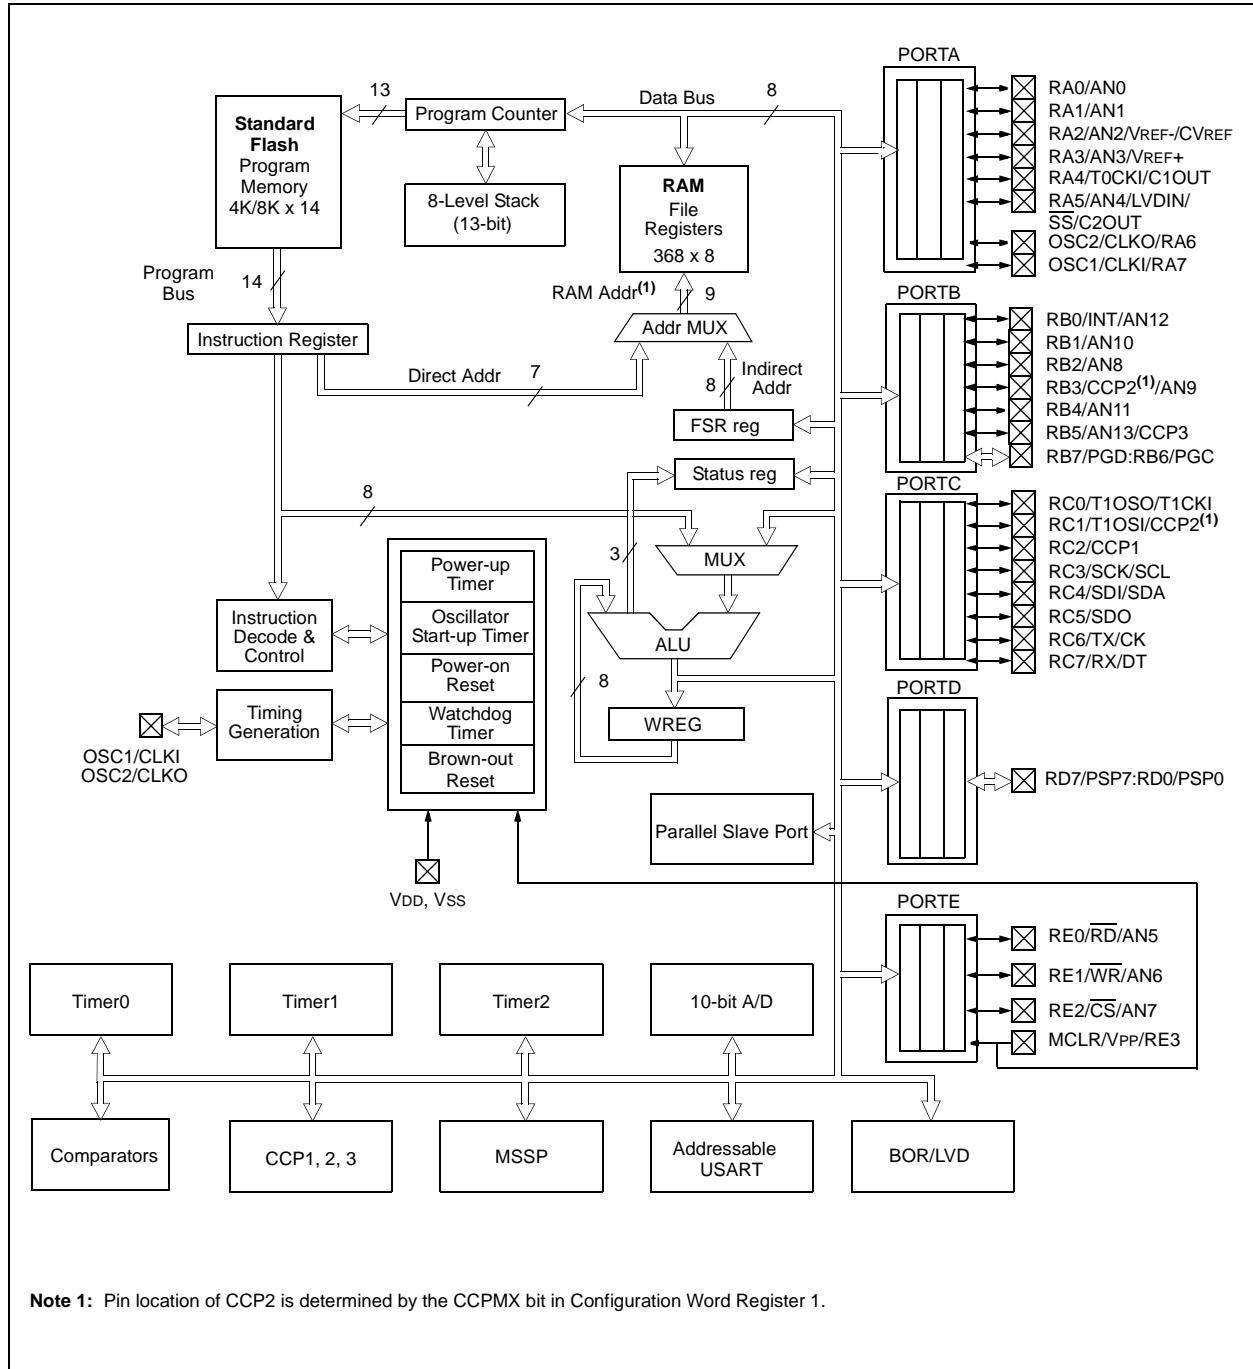 PORTA
13
Data Bus
8
Program Counter
Standard
Flash
Program
Memory
4K/8K x 14
8-Level Stack
(13-bit)
RAM
File
Registers
368 x 8
RA0/AN0
RA1/AN1
RA2/AN2/VREF-/CVREF
RA3/AN3/VREF+
RA4/T0CKI/C1OUT
RA5/AN4/LVDIN/
SS/C2OUT
OSC2/CLKO/RA6
OSC1/CLKI/RA7
Program
Bus
14
RAM Addr(1)
9
PORTB
Instruction Register
Addr MUX
Direct Addr
7
8
Indirect
Addr
FSR reg
RB0/INT/AN12
RB1/AN10
RB2/AN8
RB3/CCP2(1)/AN9
RB4/AN11
RB5/AN13/CCP3
RB7/PGD:RB6/PGC
Status reg
PORTC
8
3
MUX
RC0/T1OSO/T1CKI
RC1/T1OSI/CCP2(1)
RC2/CCP1
RC3/SCK/SCL
RC4/SDI/SDA
RC5/SDO
RC6/TX/CK
RC7/RX/DT
Power-up
Timer
Oscillator
Start-up Timer
Power-on
Reset
Watchdog
Timer
Brown-out
Reset
Instruction
Decode &
Control
ALU
8
WREG
Timing
Generation
OSC1/CLKI
OSC2/CLKO
PORTD
RD7/PSP7:RD0/PSP0
Parallel Slave Port
VDD, VSS
PORTE
RE0/RD/AN5
RE1/WR/AN6
RE2/CS/AN7
MCLR/VPP/RE3
Timer0
Timer1
Timer2
10-bit A/D
Comparators
CCP1, 2, 3
MSSP
Addressable
USART
BOR/LVD
Note 1: Pin location of CCP2 is determined by the CCPMX bit in Configuration Word Register 1.